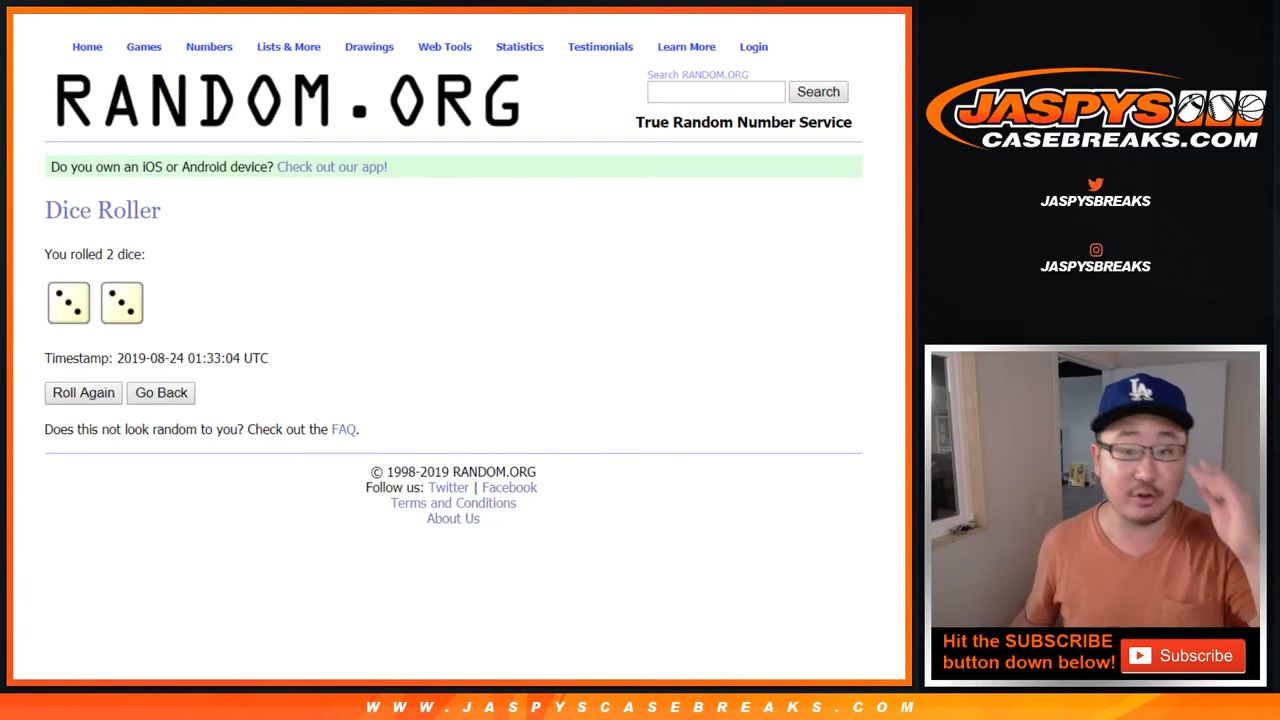 Home Games Numbers Lists & More Drawings Web Tools Statistics Testimonials Learn More Login
RANDOM.ORG
Search RANDOM.ORG
Search
True Random Number Service
Do you own an iOS or Android device? Check out our app!
Dice Roller
You rolled 2 dice:
Timestamp: 2019-08-24 01:33:04 UTC
Roll Again Go Back
Does this not look random to you? Check out the FAQ.
© 1998-2019 RANDOM.ORG
Follow us: Twitter | Facebook
Terms and Conditions
About Us
JASPYS
CASEBREAKS.COM
JASPYSBREAKS
JASPYSBREAKS
LA
Hit the SUBSCRIBE
button down below!
Subscribe
WWW.JASPYSCASEBREAKS.COM